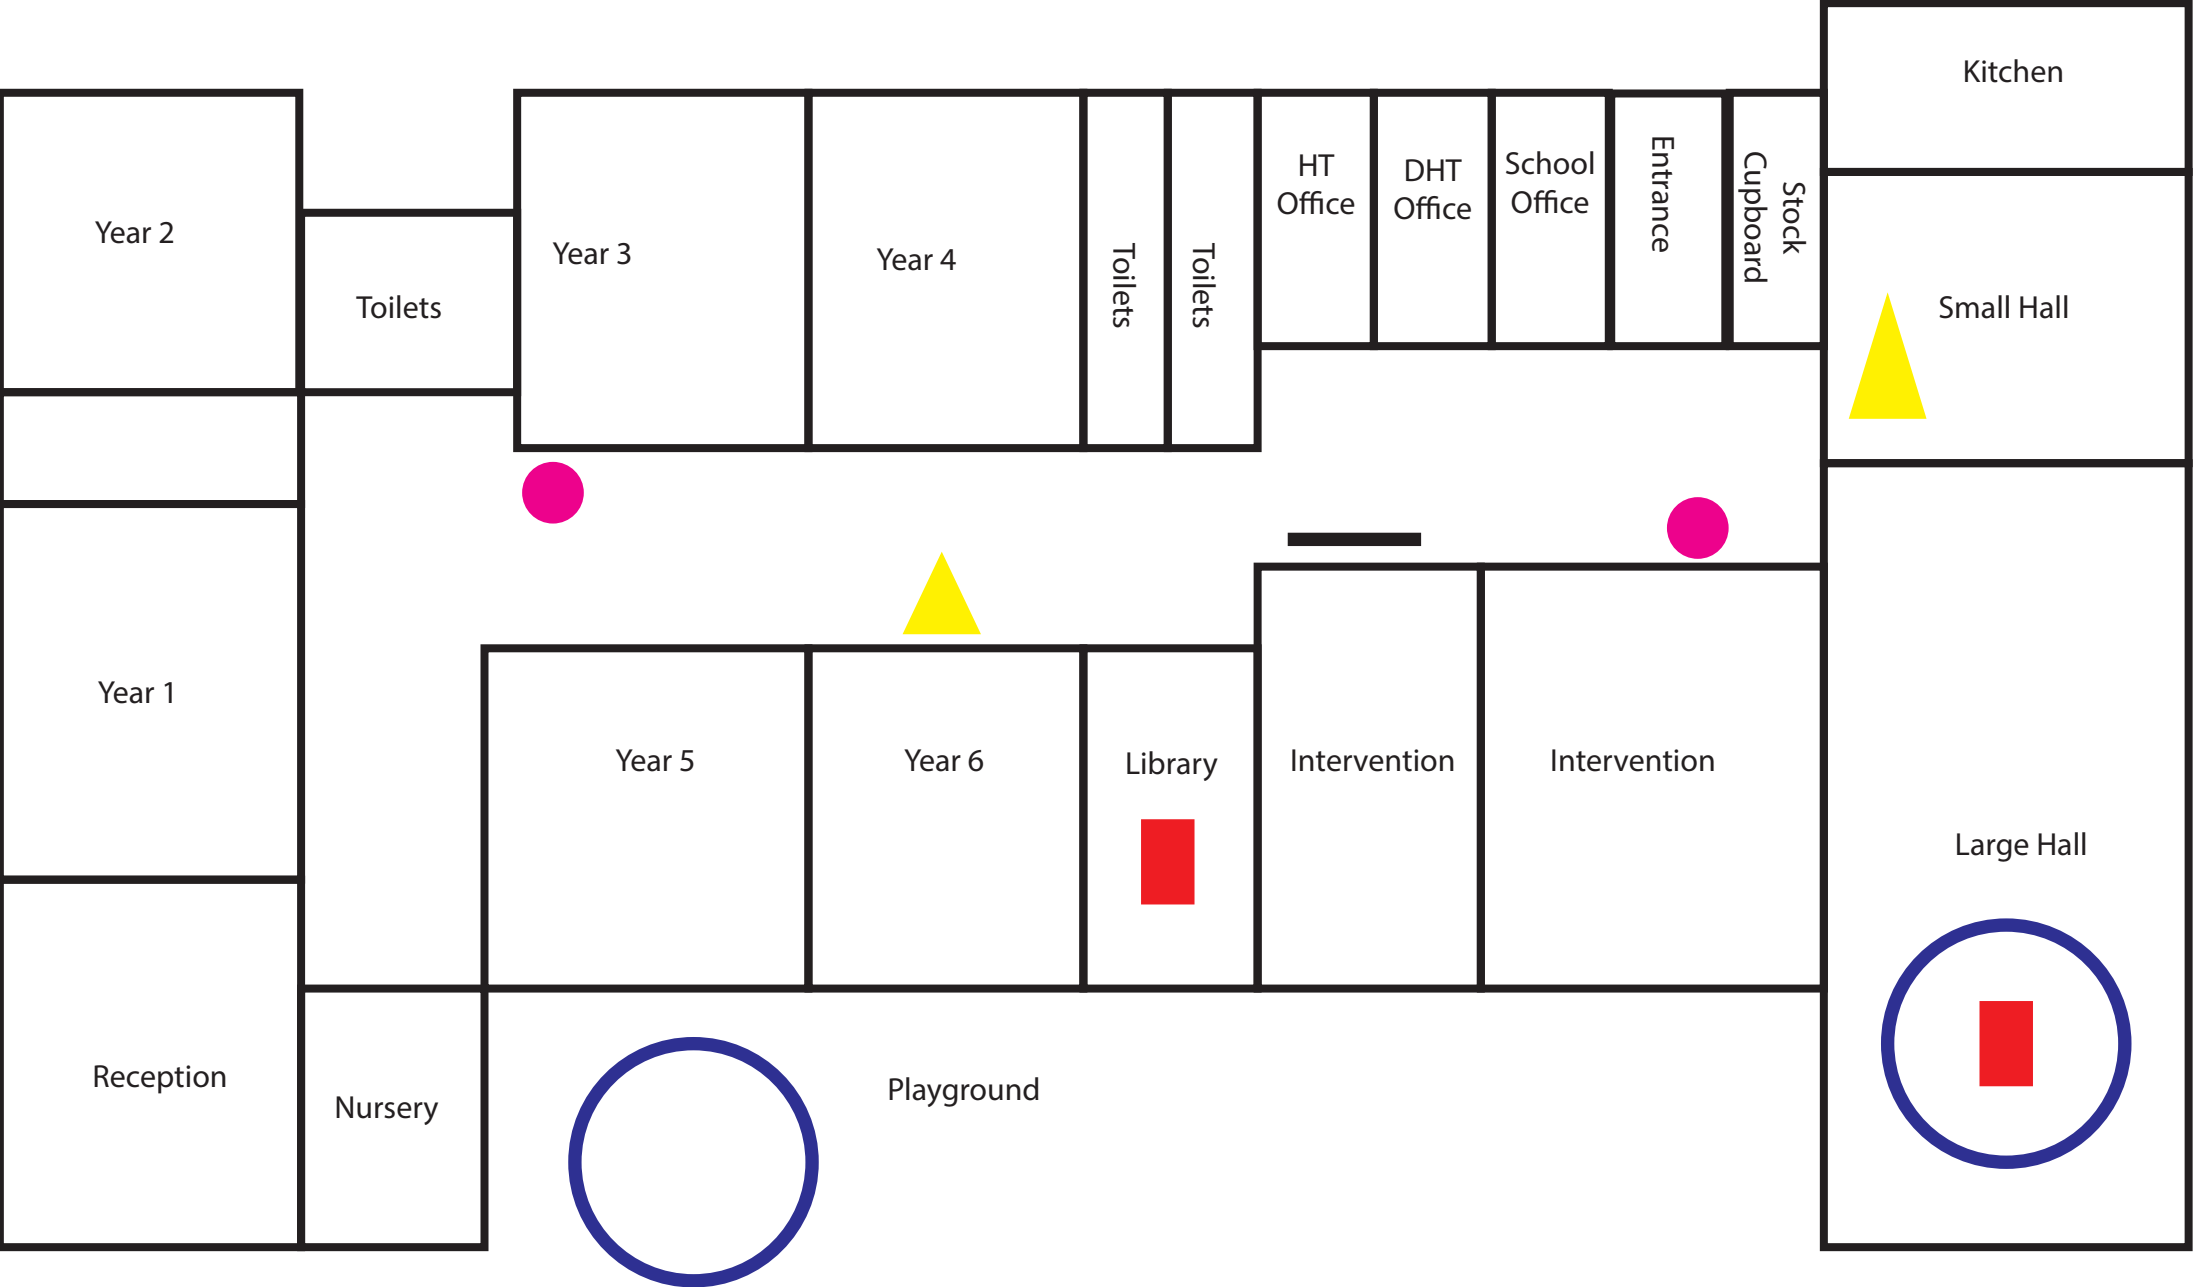 Kitchen
Year 2
Toilets
Year 3
Year 4
Toilets
Toilets
HT
Office
DHT
Office
School
Office
Entrance
Stock
Cupboard
Small Hall
Year 1
Year 5
Year 6
Library
Intervention
Intervention
Large Hall
Reception
Nursery
Playground